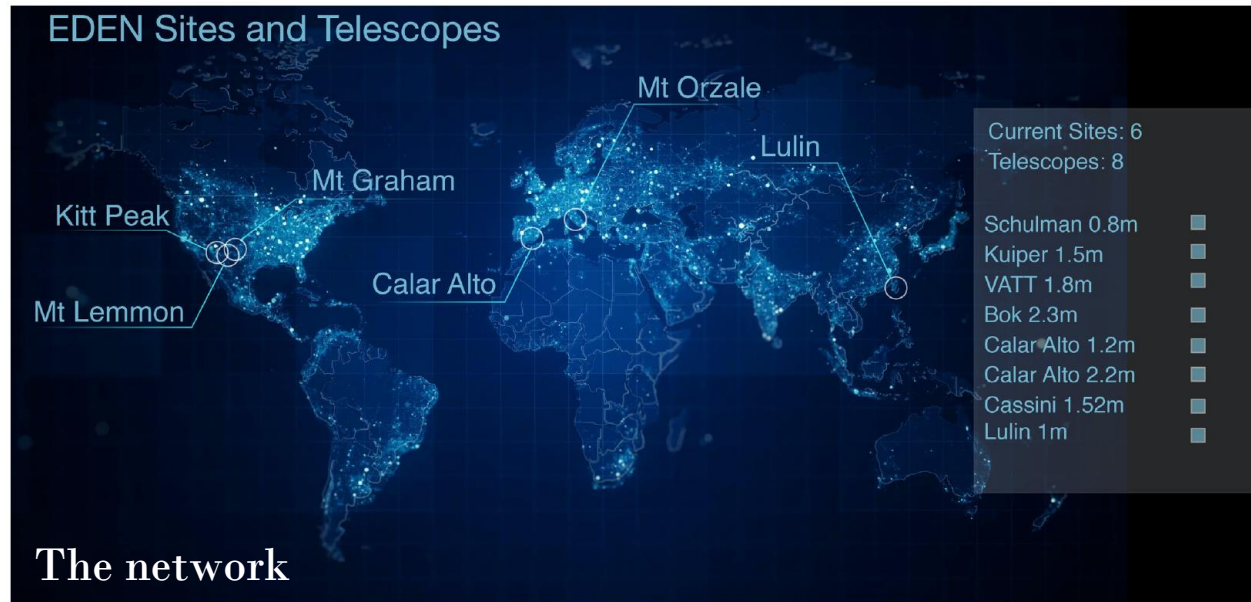 EDEN Sites and Telescopes
Mt Orzale
Lulin
Mt Graham
Kitt Peak
Calar Alto
Mt Lemmon
Current Sites: 6
Telescopes: 8
Schulman 0.8m
Kuiper 1.5m
VATT 1.8m
Bok 2.3m
Calar Alto 1.2m
Calar Alto 2.2m
Cassini 1.52m
Lulin 1m
The network